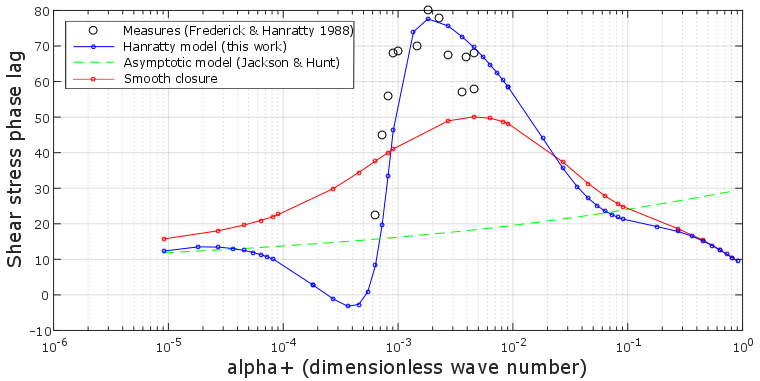 80
70
60
50
40
30
20
10
0
-10
Shear stress phase lag
Measures (Frederick & Hanratty 1988)
Hanratty model (this work)
Asymptotic model (Jackson & Hunt)
Smooth closure
10^-6 10^-5 10^-4 10^-3 10^-2 10^-1 10^0
alpha+ (dimensionless wave number)